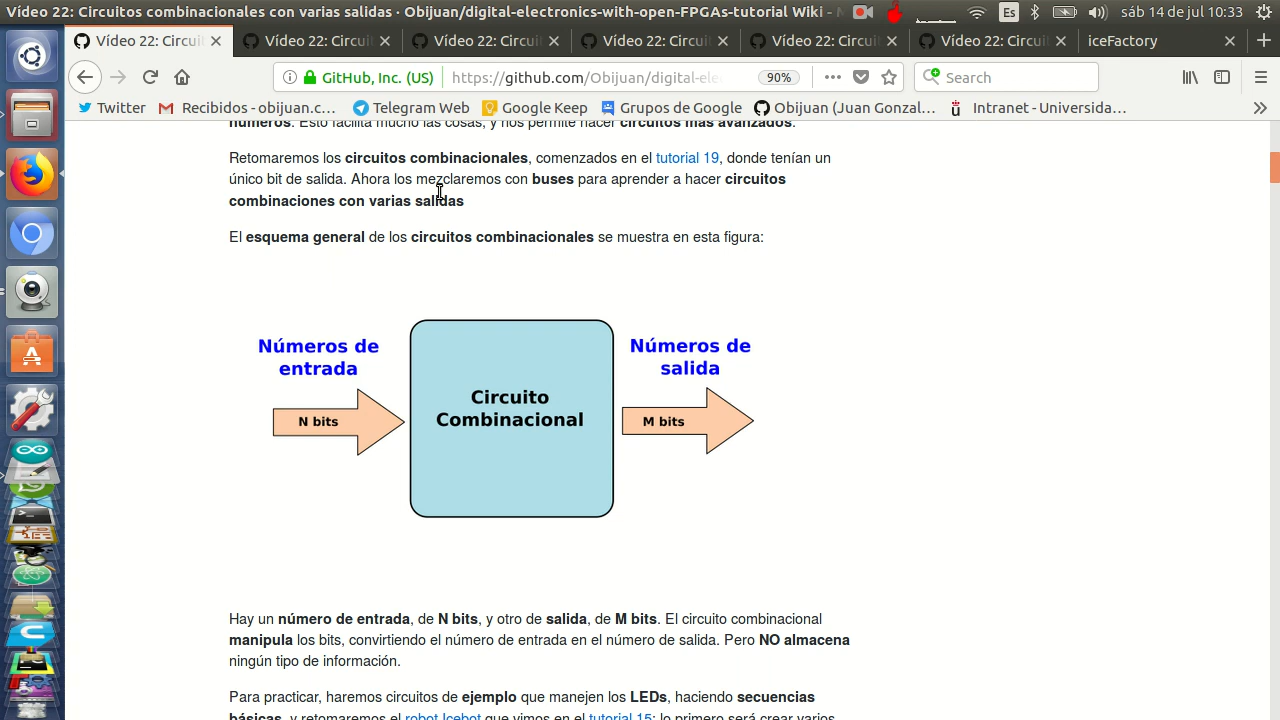 Vídeo 22: Circuitos combinacionales con varias salidas · Obijuan/digital-electronics-with-open-FPGAs-tutorial Wiki -
Es
sáb 14 de jul 10:33
Vídeo 22: Circui
Vídeo 22: Circui
Vídeo 22: Circui
Vídeo 22: Circui
Vídeo 22: Circui
Vídeo 22: Circui
iceFactory
GitHub, Inc. (US)
https://github.com/Obijuan/digital-ele
90%
Search
Twitter
Recibidos - obijuan.c...
Telegram Web
Google Keep
Grupos de Google
Obijuan (Juan Gonzal...
Intranet - Universida...
números. Esto facilita mucho las cosas, y nos permite hacer circuitos más avanzados.
Retomaremos los circuitos combinacionales, comenzados en el tutorial 19, donde tenían un
único bit de salida. Ahora los mezclaremos con buses para aprender a hacer circuitos
combinaciones con varias salidas
El esquema general de los circuitos combinacionales se muestra en esta figura:
Números de
entrada
N bits
Circuito
Combinacional
Números de
salida
M bits
Hay un número de entrada, de N bits, y otro de salida, de M bits. El circuito combinacional
manipula los bits, convirtiendo el número de entrada en el número de salida. Pero NO almacena
ningún tipo de información.
Para practicar, haremos circuitos de ejemplo que manejen los LEDs, haciendo secuencias
básicas, y retomaremos el robot Icebot que vimos en el tutorial 15: lo primero será crear varios